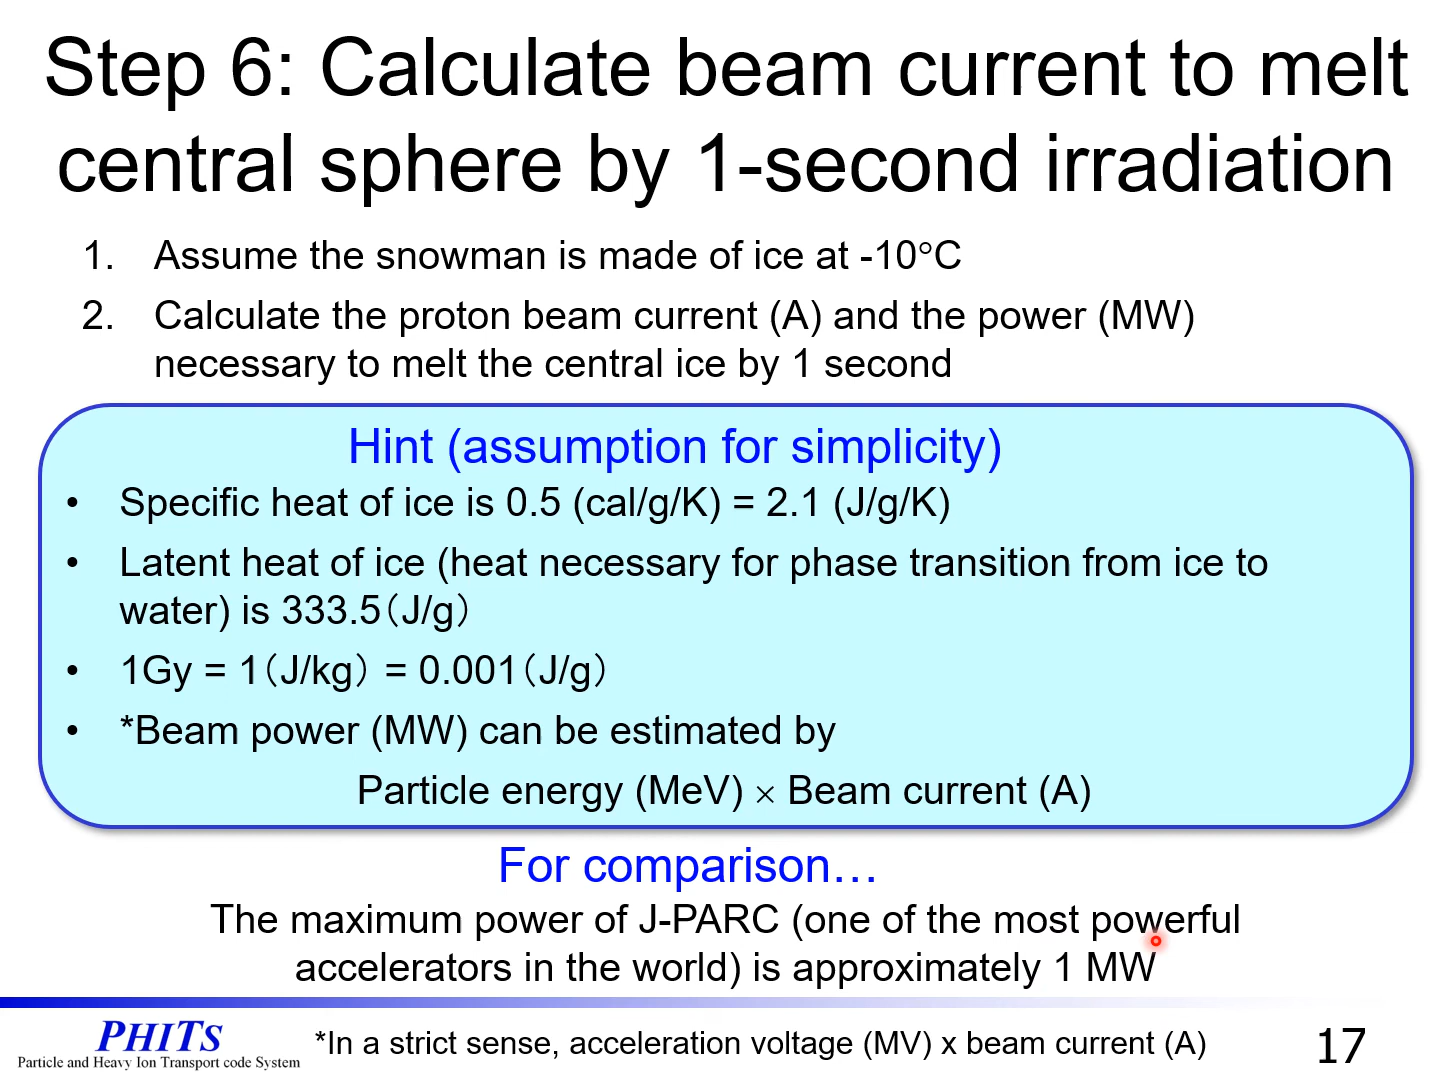 Step 6: Calculate beam current to melt
central sphere by 1-second irradiation
1. Assume the snowman is made of ice at -10°C
2. Calculate the proton beam current (A) and the power (MW)
necessary to melt the central ice by 1 second
Hint (assumption for simplicity)
• Specific heat of ice is 0.5 (cal/g/K) = 2.1 (J/g/K)
• Latent heat of ice (heat necessary for phase transition from ice to
water) is 333.5（J/g）
• 1Gy = 1（J/kg） = 0.001（J/g）
• *Beam power (MW) can be estimated by
Particle energy (MeV) × Beam current (A)
For comparison…
The maximum power of J-PARC (one of the most powerful
accelerators in the world) is approximately 1 MW
PHITS
Particle and Heavy Ion Transport code System
*In a strict sense, acceleration voltage (MV) x beam current (A)
17